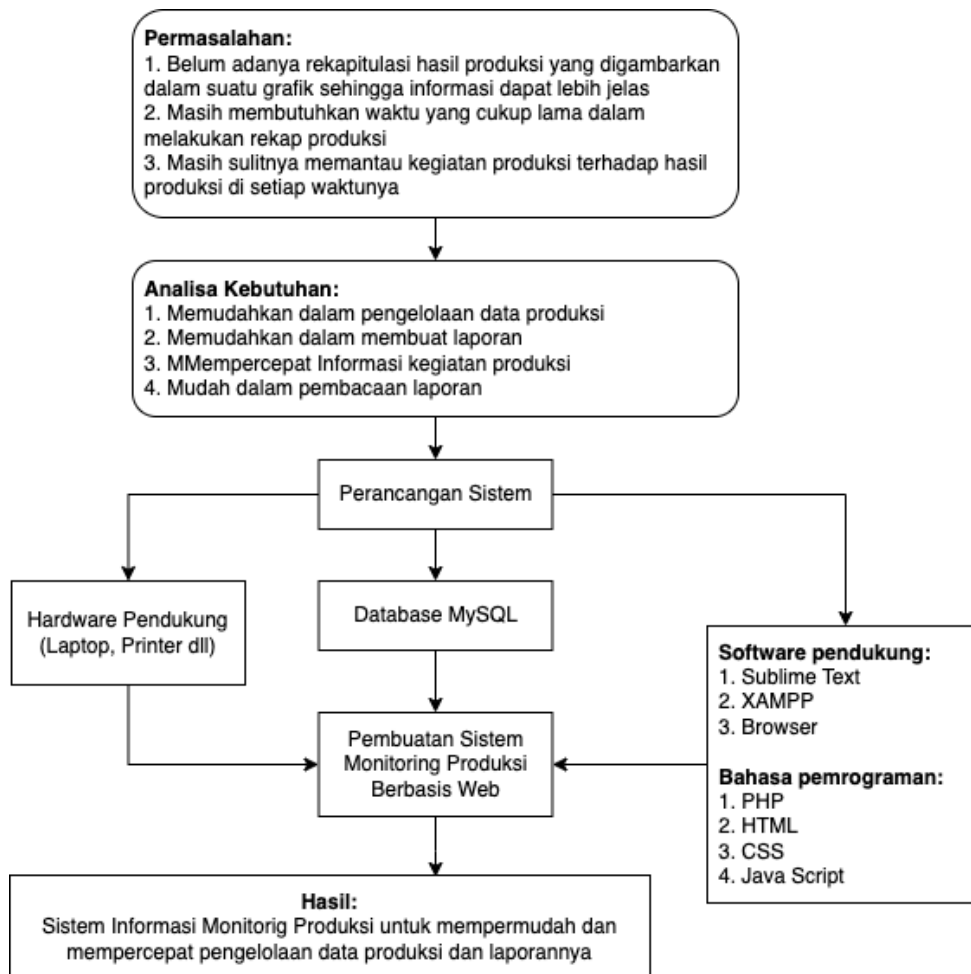 Permasalahan:
1. Belum adanya rekapitulasi hasil produksi yang digambarkan
dalam suatu grafik sehingga informasi dapat lebih jelas
2. Masih membutuhkan waktu yang cukup lama dalam
melakukan rekap produksi
3. Masih sulitnya memantau kegiatan produksi terhadap hasil
produksi di setiap waktunya
Analisa Kebutuhan:
1. Memudahkan dalam pengelolaan data produksi
2. Memudahkan dalam membuat laporan
3. MMempercepat Informasi kegiatan produksi
4. Mudah dalam pembacaan laporan
Perancangan Sistem
Hardware Pendukung
(Laptop, Printer dll)
Database MySQL
Software pendukung:
1. Sublime Text
2. XAMPP
3. Browser
Bahasa pemrograman:
1. PHP
2. HTML
3. CSS
4. Java Script
Pembuatan Sistem
Monitoring Produksi
Berbasis Web
Hasil:
Sistem Informasi Monitorig Produksi untuk mempermudah dan
mempercepat pengelolaan data produksi dan laporannya